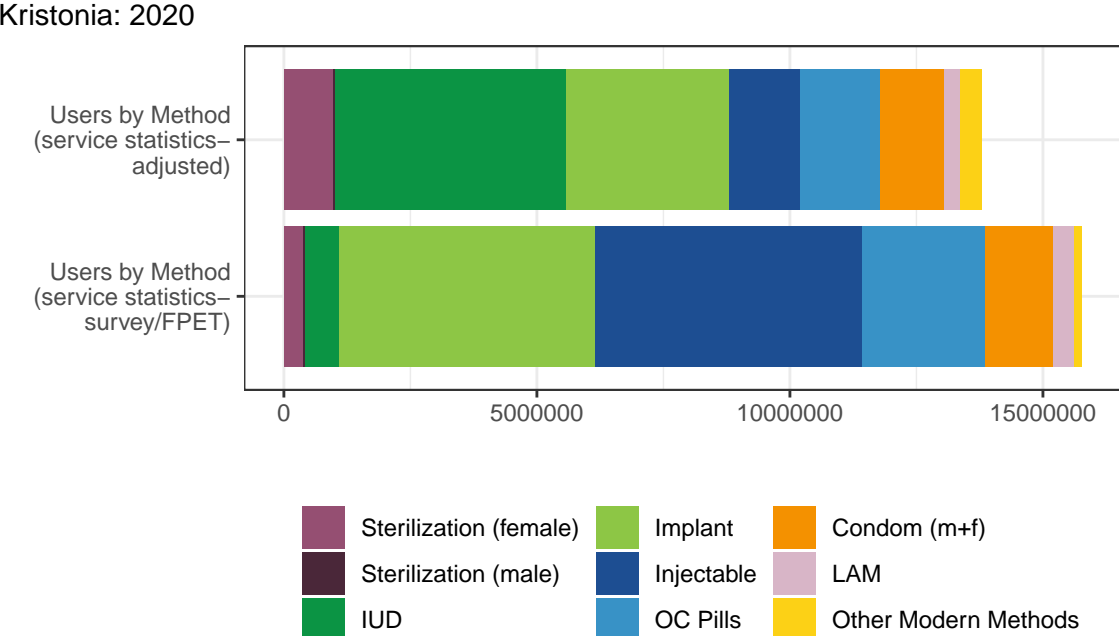 Kristonia: 2020
Users by Method
(service statistics–
adjusted)
Users by Method
(service statistics–
survey/FPET)
0 5000000 10000000 15000000
Sterilization (female) Implant Condom (m+f)
Sterilization (male) Injectable LAM
IUD OC Pills Other Modern Methods